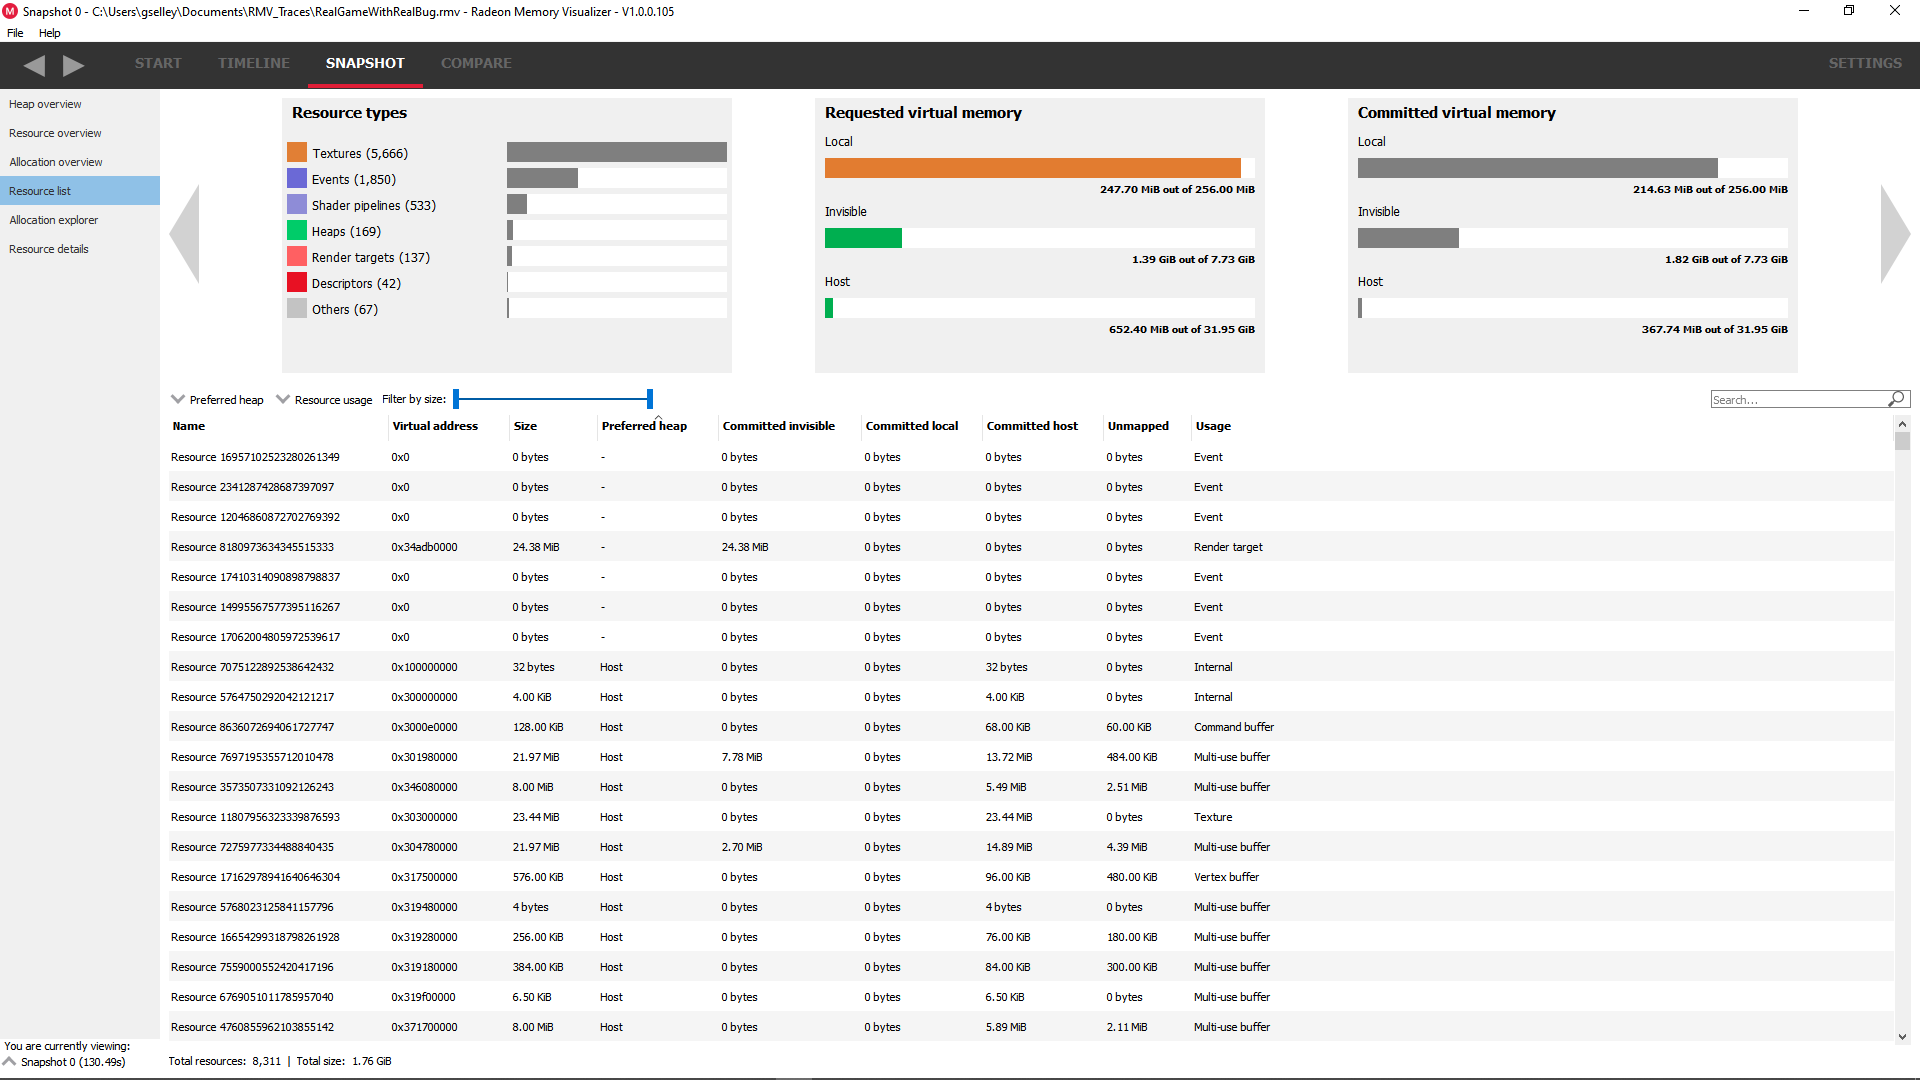 Snapshot 0 - C:\Users\gselley\Documents\RMV_Traces\RealGameWithRealBug.rmv - Radeon Memory Visualizer - V1.0.0.105
File Help
START TIMELINE SNAPSHOT COMPARE SETTINGS
Heap overview
Resource overview
Allocation overview
Resource list
Allocation explorer
Resource details
Resource types
Textures (5,666)
Events (1,850)
Shader pipelines (533)
Heaps (169)
Render targets (137)
Descriptors (42)
Others (67)
Requested virtual memory
Local
247.70 MiB out of 256.00 MiB
Invisible
1.39 GiB out of 7.73 GiB
Host
652.40 MiB out of 31.95 GiB
Committed virtual memory
Local
214.63 MiB out of 256.00 MiB
Invisible
1.82 GiB out of 7.73 GiB
Host
367.74 MiB out of 31.95 GiB
Preferred heap Resource usage Filter by size: Search...
Name Virtual address Size Preferred heap Committed invisible Committed local Committed host Unmapped Usage
Resource 16957102523280261349 0x0 0 bytes - 0 bytes 0 bytes 0 bytes 0 bytes Event
Resource 2341287428687397097 0x0 0 bytes - 0 bytes 0 bytes 0 bytes 0 bytes Event
Resource 12046860872702769392 0x0 0 bytes - 0 bytes 0 bytes 0 bytes 0 bytes Event
Resource 8180973634345515333 0x34adb0000 24.38 MiB - 24.38 MiB 0 bytes 0 bytes 0 bytes Render target
Resource 17410314090898798837 0x0 0 bytes - 0 bytes 0 bytes 0 bytes 0 bytes Event
Resource 14995567577395116267 0x0 0 bytes - 0 bytes 0 bytes 0 bytes 0 bytes Event
Resource 17062004805972539617 0x0 0 bytes - 0 bytes 0 bytes 0 bytes 0 bytes Event
Resource 7075122892538642432 0x100000000 32 bytes Host 0 bytes 0 bytes 32 bytes 0 bytes Internal
Resource 5764750292042121217 0x300000000 4.00 KiB Host 0 bytes 0 bytes 4.00 KiB 0 bytes Internal
Resource 8636072694061727747 0x3000e0000 128.00 KiB Host 0 bytes 0 bytes 68.00 KiB 60.00 KiB Command buffer
Resource 7697195355712010478 0x301980000 21.97 MiB Host 7.78 MiB 0 bytes 13.72 MiB 484.00 KiB Multi-use buffer
Resource 3573507331092126243 0x346080000 8.00 MiB Host 0 bytes 0 bytes 5.49 MiB 2.51 MiB Multi-use buffer
Resource 11807956323339876593 0x303000000 23.44 MiB Host 0 bytes 0 bytes 23.44 MiB 0 bytes Texture
Resource 7275977334488840435 0x304780000 21.97 MiB Host 2.70 MiB 0 bytes 14.89 MiB 4.39 MiB Multi-use buffer
Resource 17162978941640646304 0x317500000 576.00 KiB Host 0 bytes 0 bytes 96.00 KiB 480.00 KiB Vertex buffer
Resource 5768023125841157796 0x319480000 4 bytes Host 0 bytes 0 bytes 4 bytes 0 bytes Multi-use buffer
Resource 16654299318798261928 0x319280000 256.00 KiB Host 0 bytes 0 bytes 76.00 KiB 180.00 KiB Multi-use buffer
Resource 7559000552420417196 0x319180000 384.00 KiB Host 0 bytes 0 bytes 84.00 KiB 300.00 KiB Multi-use buffer
Resource 6769051011785957040 0x319f00000 6.50 KiB Host 0 bytes 0 bytes 6.50 KiB 0 bytes Multi-use buffer
Resource 4760855962103855142 0x371700000 8.00 MiB Host 0 bytes 0 bytes 5.89 MiB 2.11 MiB Multi-use buffer
You are currently viewing:
Snapshot 0 (130.49s) Total resources: 8,311 | Total size: 1.76 GiB